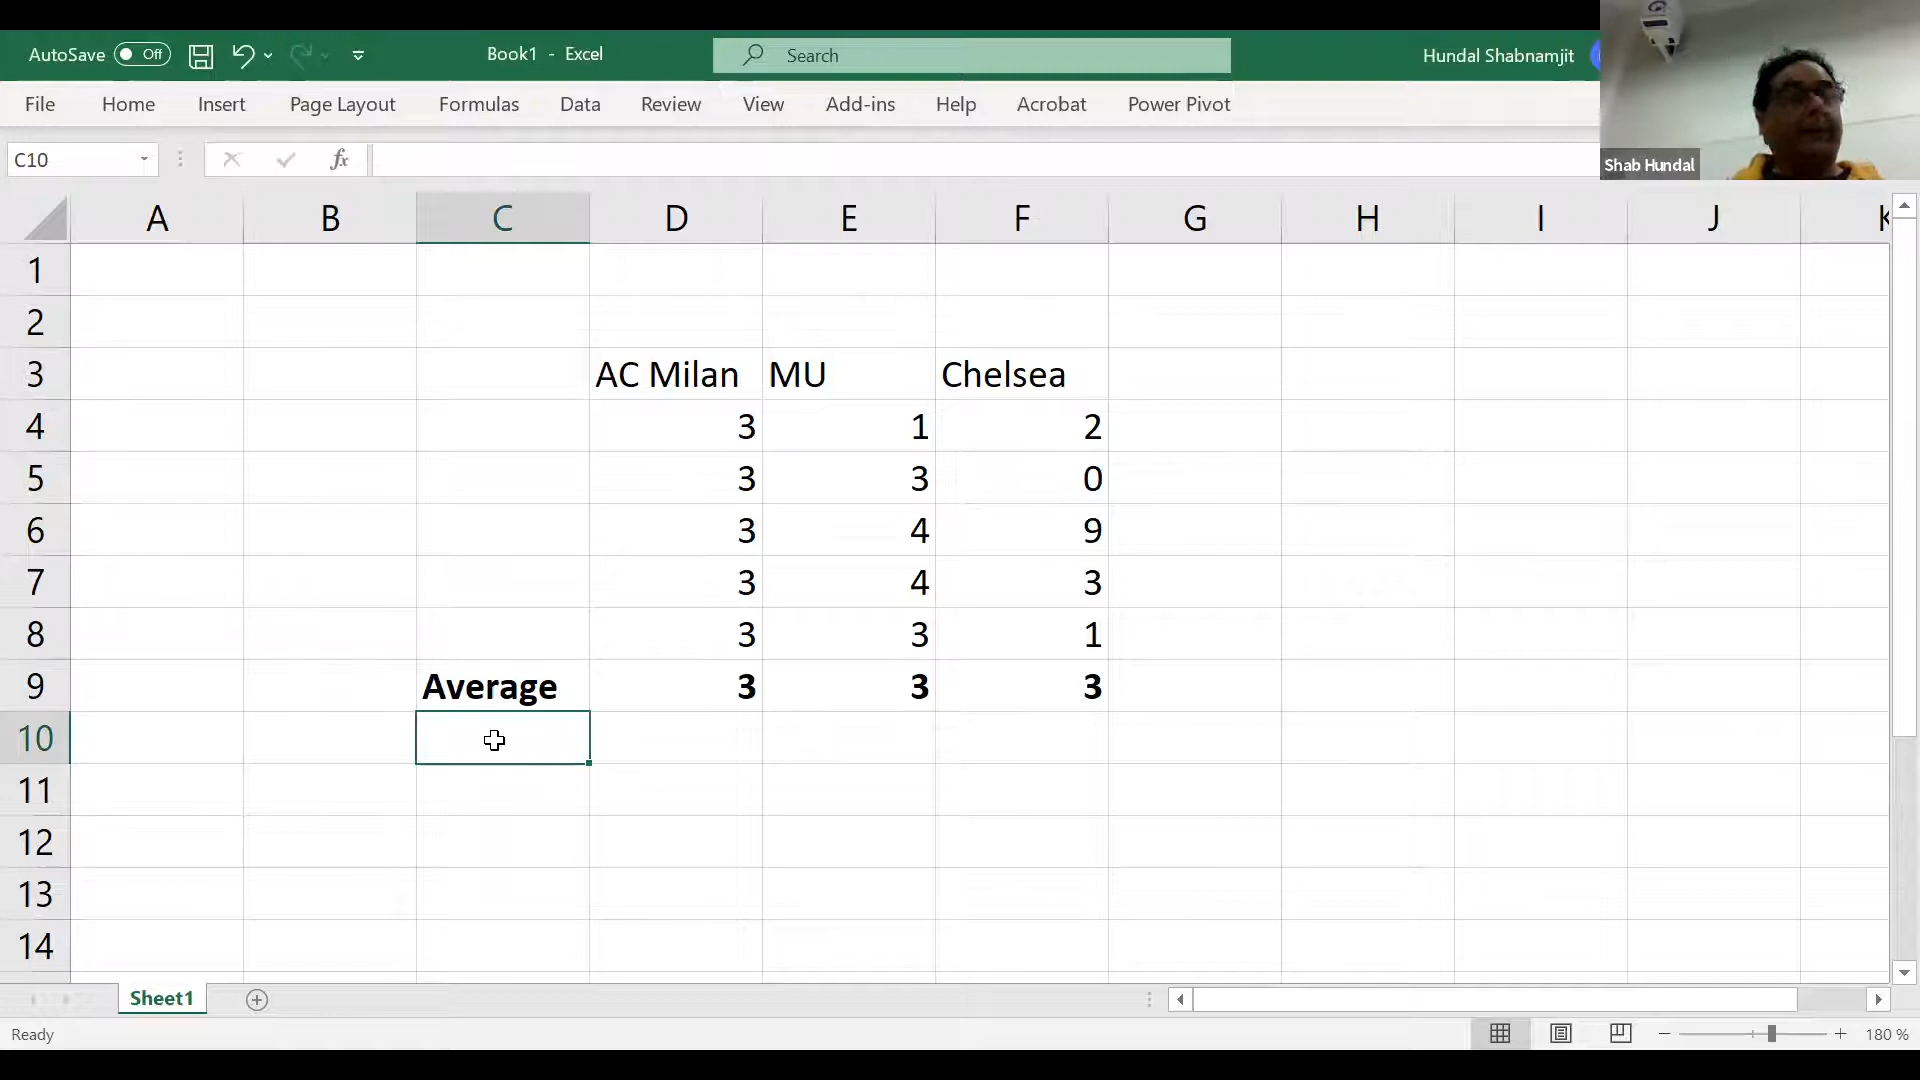 AutoSave Off Book1 - Excel Search Hundal Shabnamjit
File Home Insert Page Layout Formulas Data Review View Add-ins Help Acrobat Power Pivot
C10 fx
Shab Hundal
A B C D E F G H I J K
1
2
3 AC Milan MU Chelsea
4 3 1 2
5 3 3 0
6 3 4 9
7 3 4 3
8 3 3 1
9 Average 3 3 3
10
11
12
13
14
Sheet1
Ready 180 %